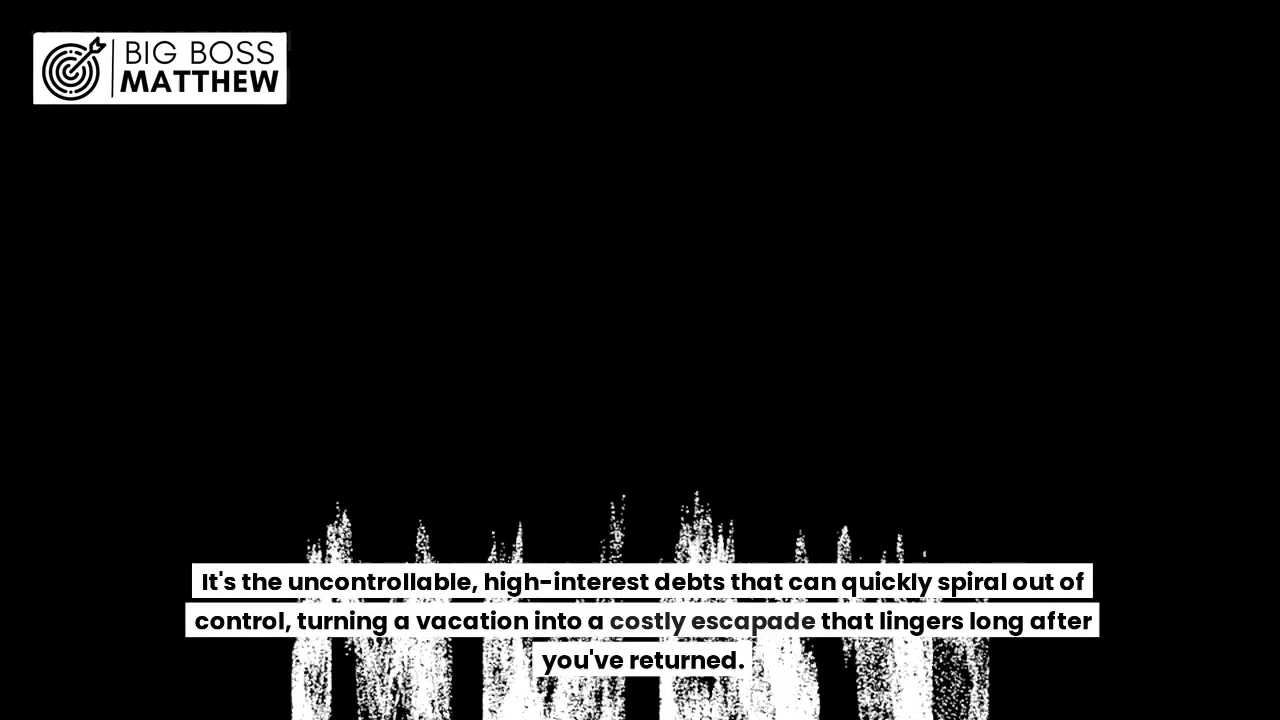 BIG BOSS
MATTHEW
It's the uncontrollable, high-interest debts that can quickly spiral out of
control, turning a vacation into a costly escapade that lingers long after
you've returned.